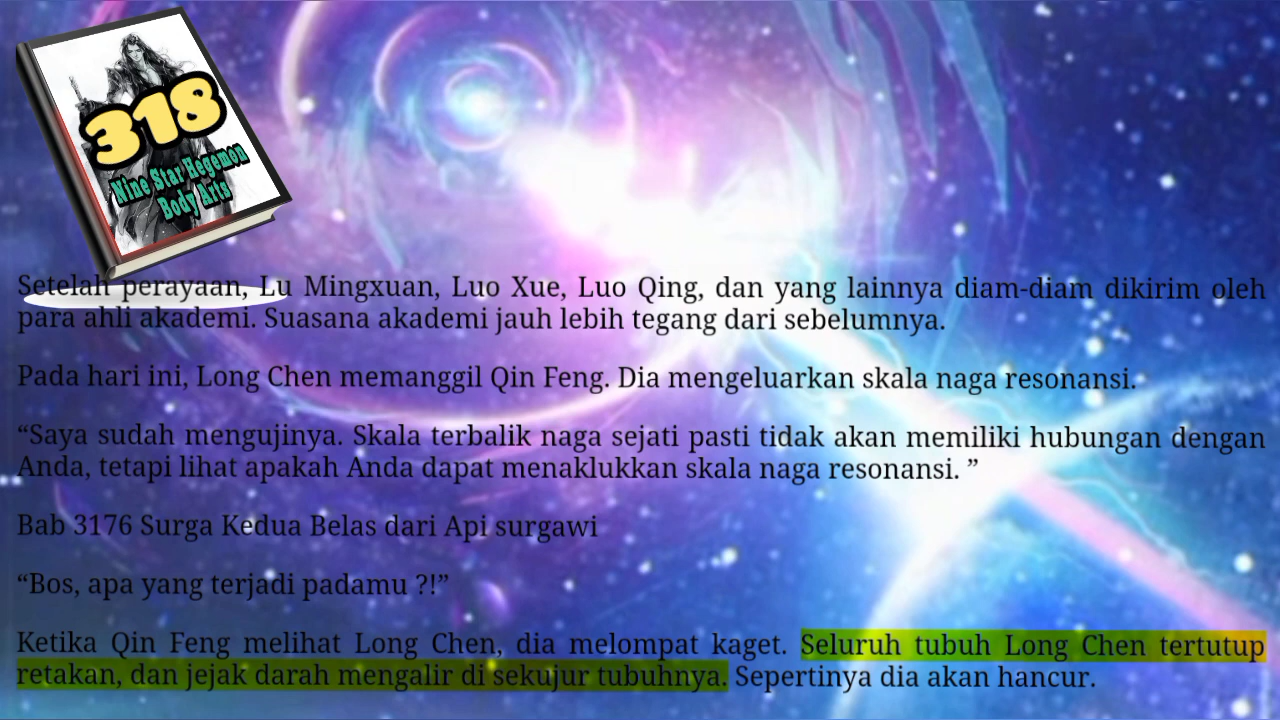 318
Nine Star Hegemon
Body Arts
Setelah perayaan, Lu Mingxuan, Luo Xue, Luo Qing, dan yang lainnya diam-diam dikirim oleh
para ahli akademi. Suasana akademi jauh lebih tegang dari sebelumnya.
Pada hari ini, Long Chen memanggil Qin Feng. Dia mengeluarkan skala naga resonansi.
“Saya sudah mengujinya. Skala terbalik naga sejati pasti tidak akan memiliki hubungan dengan
Anda, tetapi lihat apakah Anda dapat menaklukkan skala naga resonansi. ”
Bab 3176 Surga Kedua Belas dari Api surgawi
“Bos, apa yang terjadi padamu ?!”
Ketika Qin Feng melihat Long Chen, dia melompat kaget. Seluruh tubuh Long Chen tertutup
retakan, dan jejak darah mengalir di sekujur tubuhnya. Sepertinya dia akan hancur.